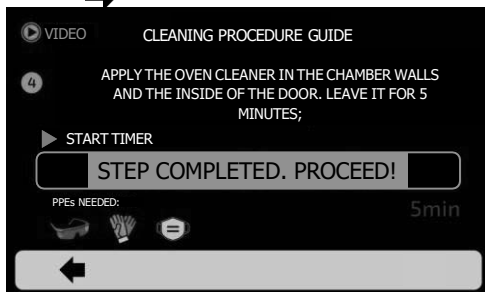 VIDEO
CLEANING PROCEDURE GUIDE
4
APPLY THE OVEN CLEANER IN THE CHAMBER WALLS
AND THE INSIDE OF THE DOOR. LEAVE IT FOR 5
MINUTES;
START TIMER
STEP COMPLETED. PROCEED!
PPEs NEEDED:
5min